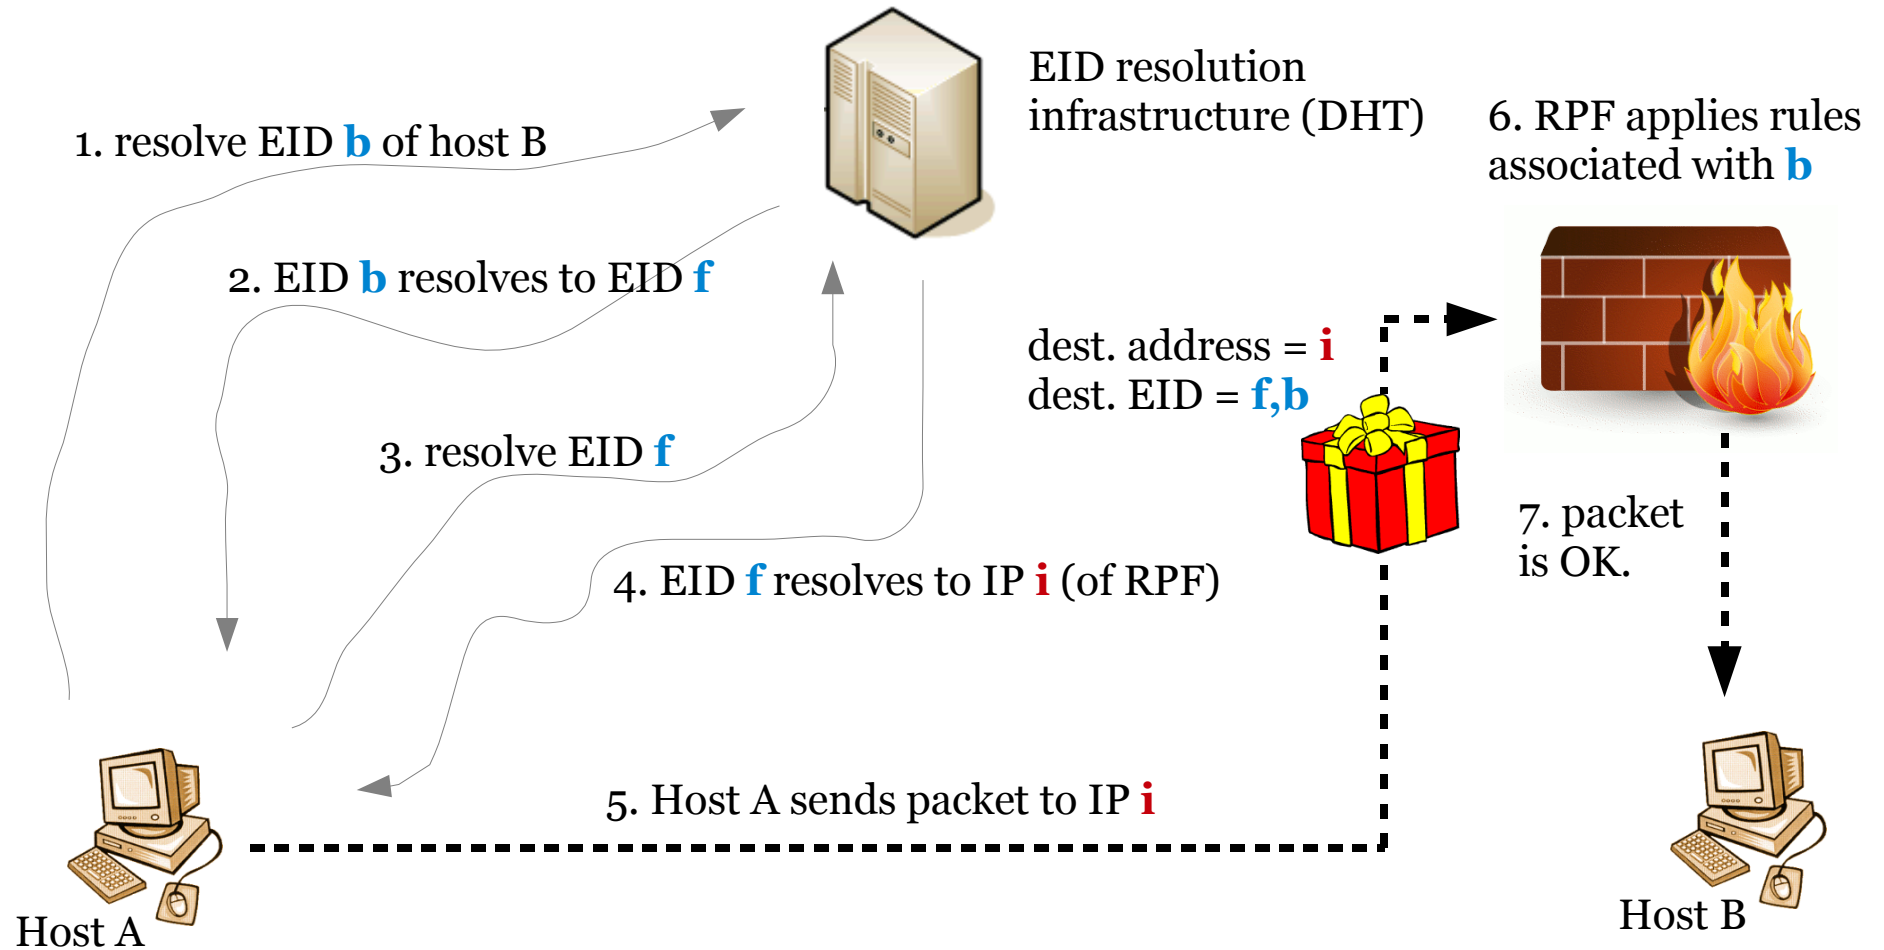 EID resolution
infrastructure (DHT)
1. resolve EID b of host B
6. RPF applies rules
associated with b
2. EID b resolves to EID f
dest. address = i
dest. EID = f,b
3. resolve EID f
7. packet
is OK.
4. EID f resolves to IP i (of RPF)
5. Host A sends packet to IP i
Host A
Host B